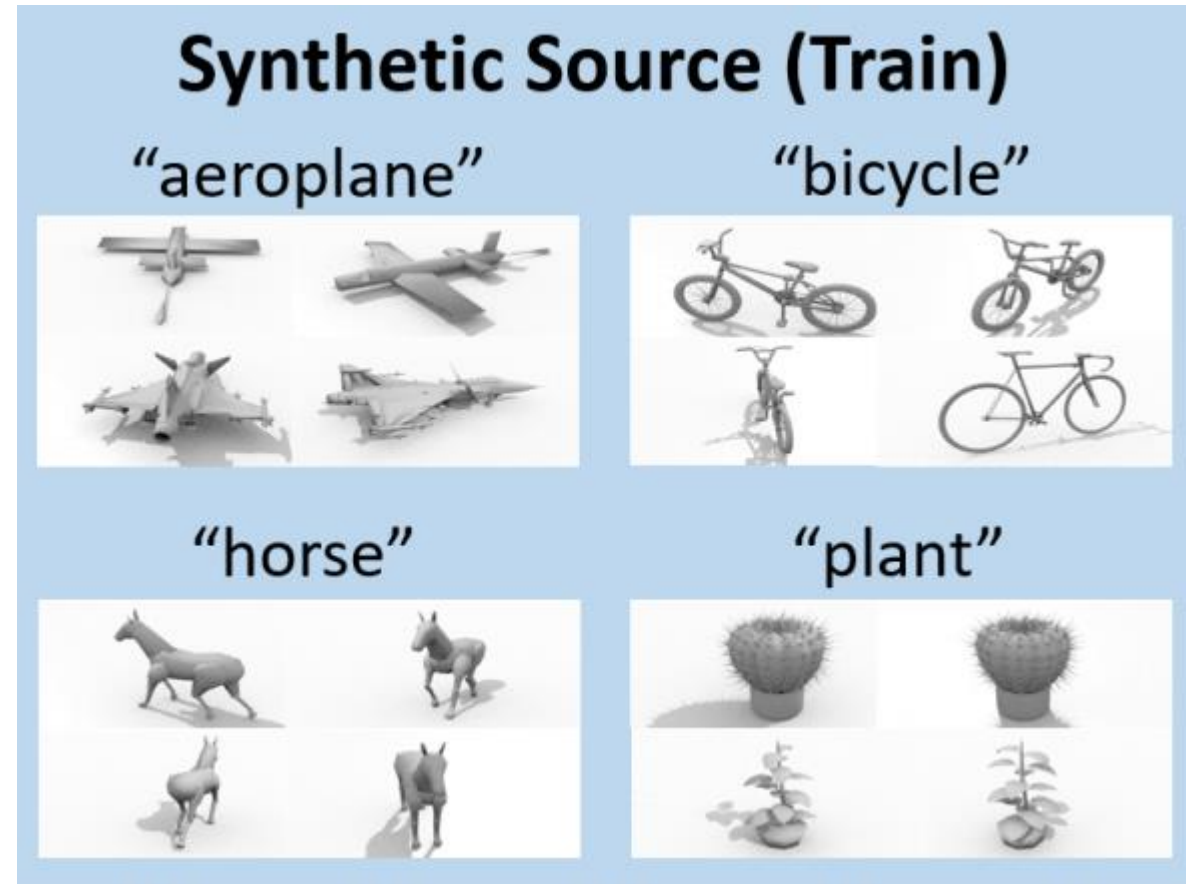 Synthetic Source (Train)
“aeroplane”
“bicycle”
“horse”
“plant”